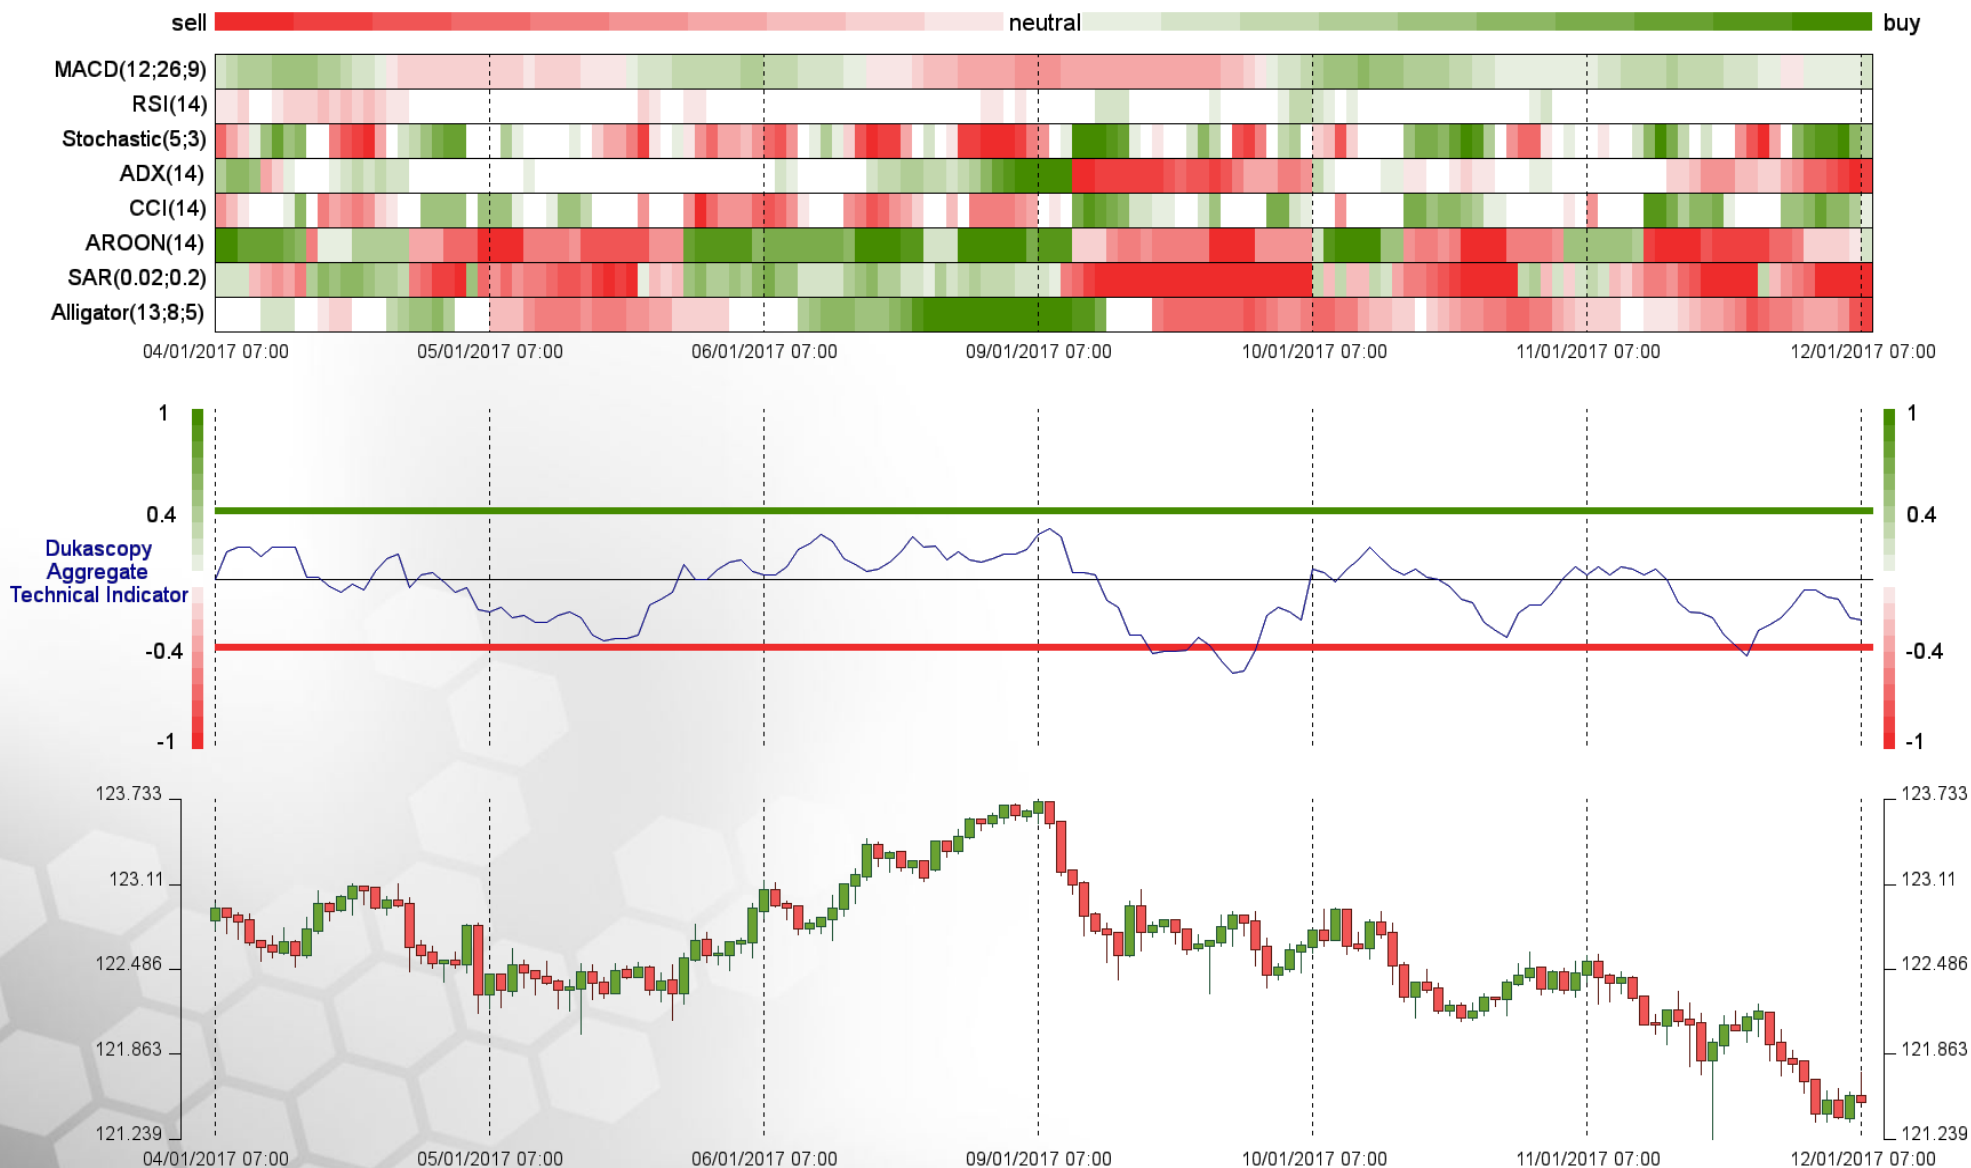 sell neutral buy
MACD(12;26;9)
RSI(14)
Stochastic(5;3)
ADX(14)
CCI(14)
AROON(14)
SAR(0.02;0.2)
Alligator(13;8;5)
04/01/2017 07:00 05/01/2017 07:00 06/01/2017 07:00 09/01/2017 07:00 10/01/2017 07:00 11/01/2017 07:00 12/01/2017 07:00
1 1
0.4 0.4
Dukascopy
Aggregate
Technical Indicator
-0.4 -0.4
-1 -1
123.733 123.733
123.11 123.11
122.486 122.486
121.863 121.863
121.239 121.239
04/01/2017 07:00 05/01/2017 07:00 06/01/2017 07:00 09/01/2017 07:00 10/01/2017 07:00 11/01/2017 07:00 12/01/2017 07:00